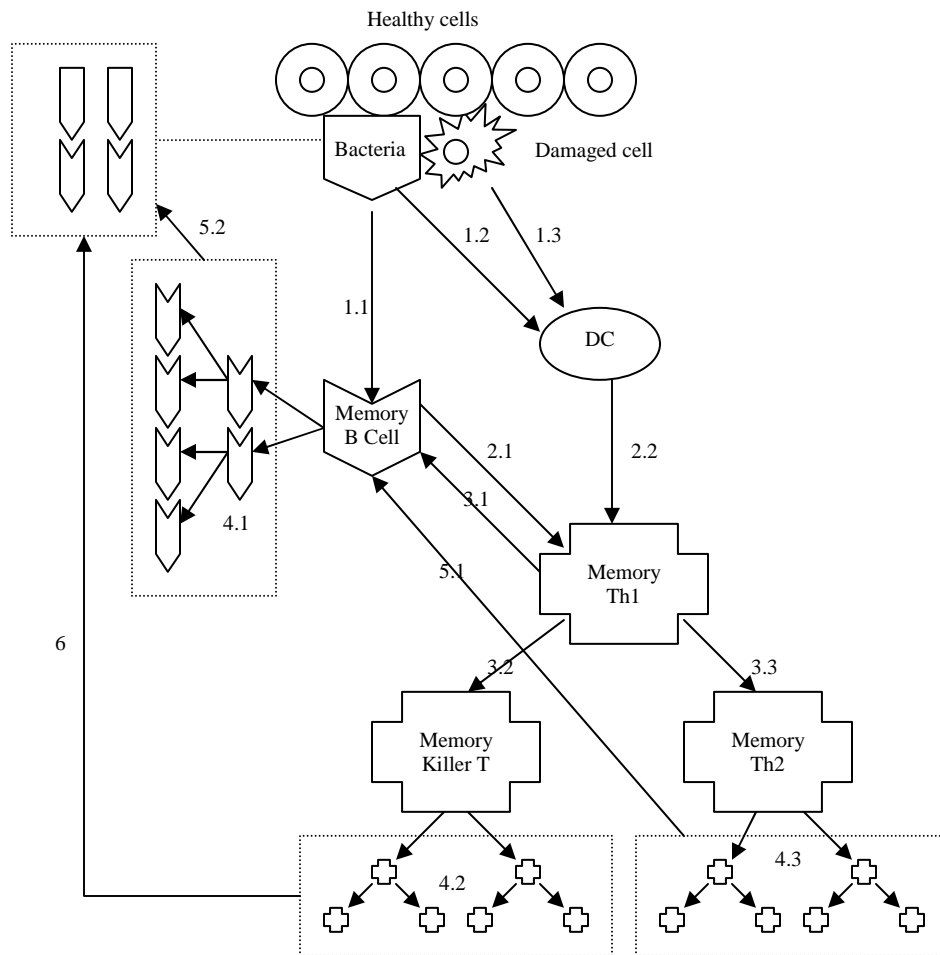 Healthy cells
Bacteria
Damaged cell
5.2
1.2
1.3
1.1
DC
Memory
B Cell
2.1
2.2
3.1
4.1
5.1
Memory
Th1
6
3.2
3.3
Memory
Killer T
Memory
Th2
4.2
4.3